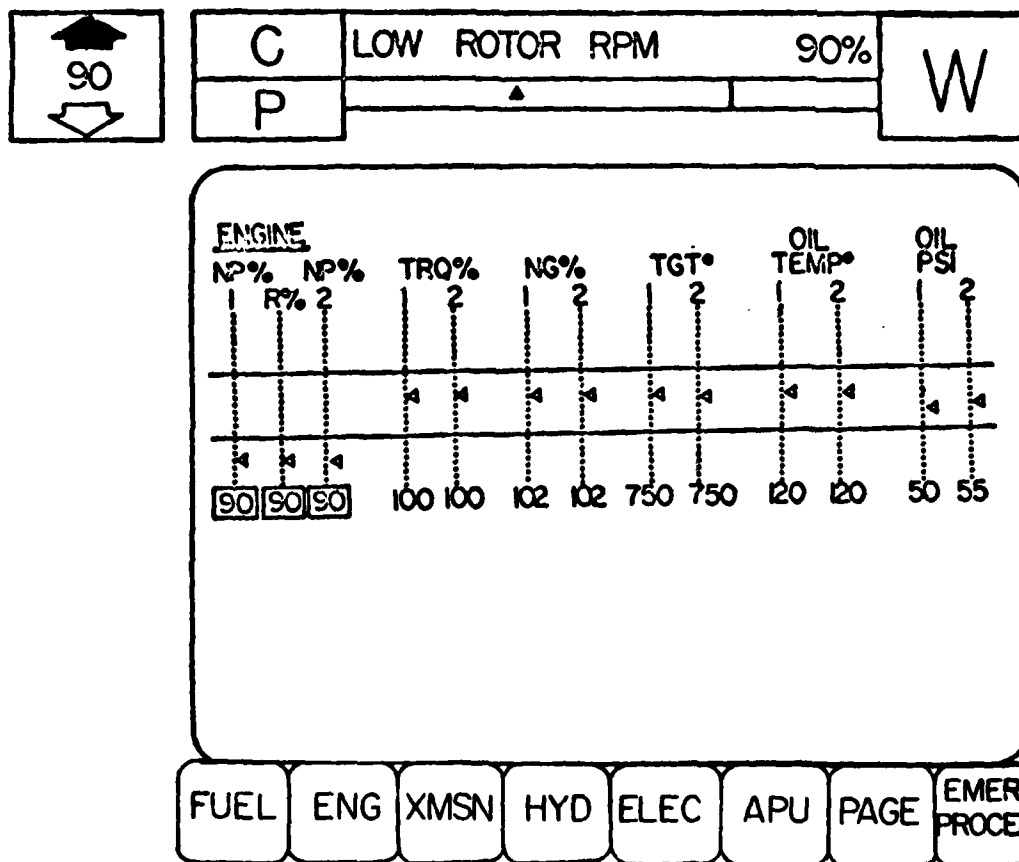 90
C
LOW ROTOR RPM 90%
W
P
ENGINE
NP% NP% TRQ% NG% TGT° OIL TEMP° OIL PSI
1 R% 2 1 2 1 2 1 2 1 2 1 2
90 90 90 100 100 102 102 750 750 120 120 50 55
FUEL ENG XMSN HYD ELEC APU PAGE EMER
PROCE